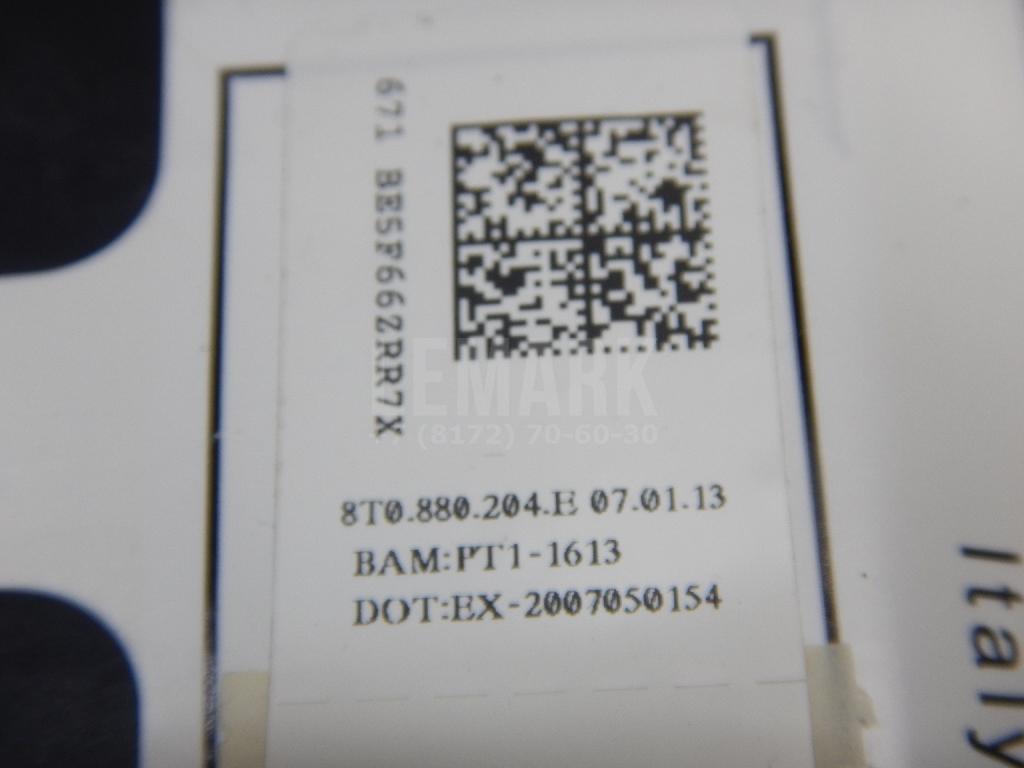 671 BE5F66ZRR7X
LEMARK
(8172) 70-60-30
8T0.880.204.E 07.01.13
BAM:PT1-1613
DOT:EX-2007050154
Italy